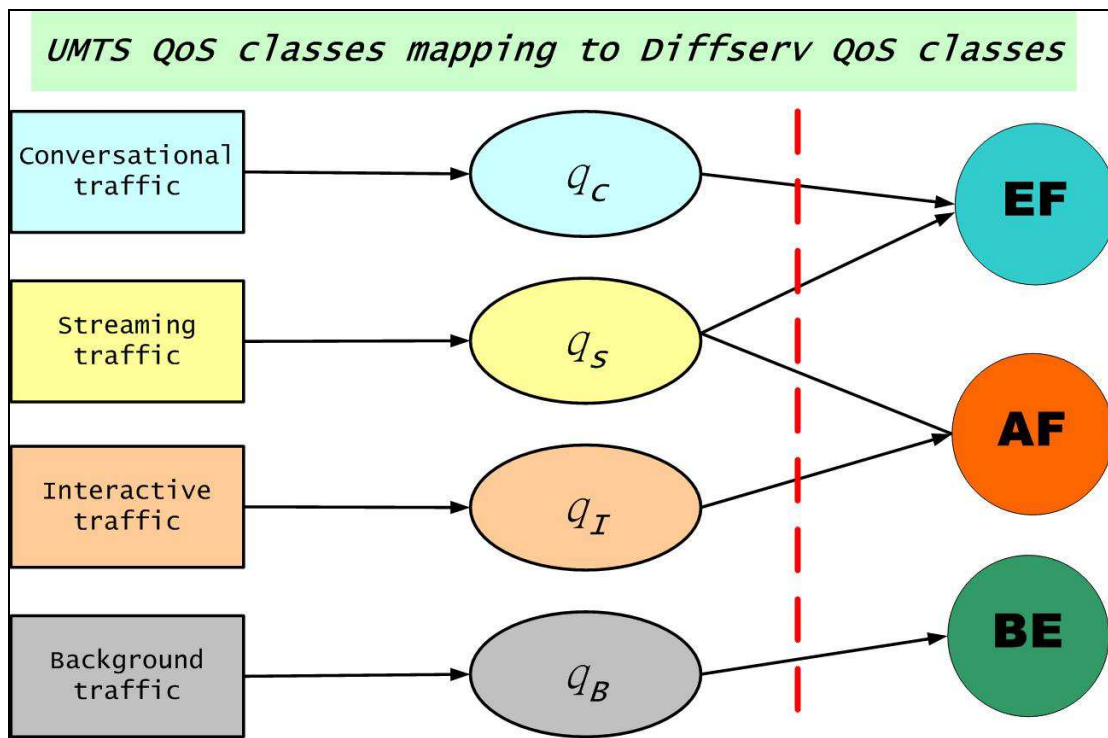 UMTS QoS classes mapping to Diffserv QoS classes
Conversational
traffic
q_C
EF
Streaming
traffic
q_S
AF
Interactive
traffic
q_I
Background
traffic
q_B
BE